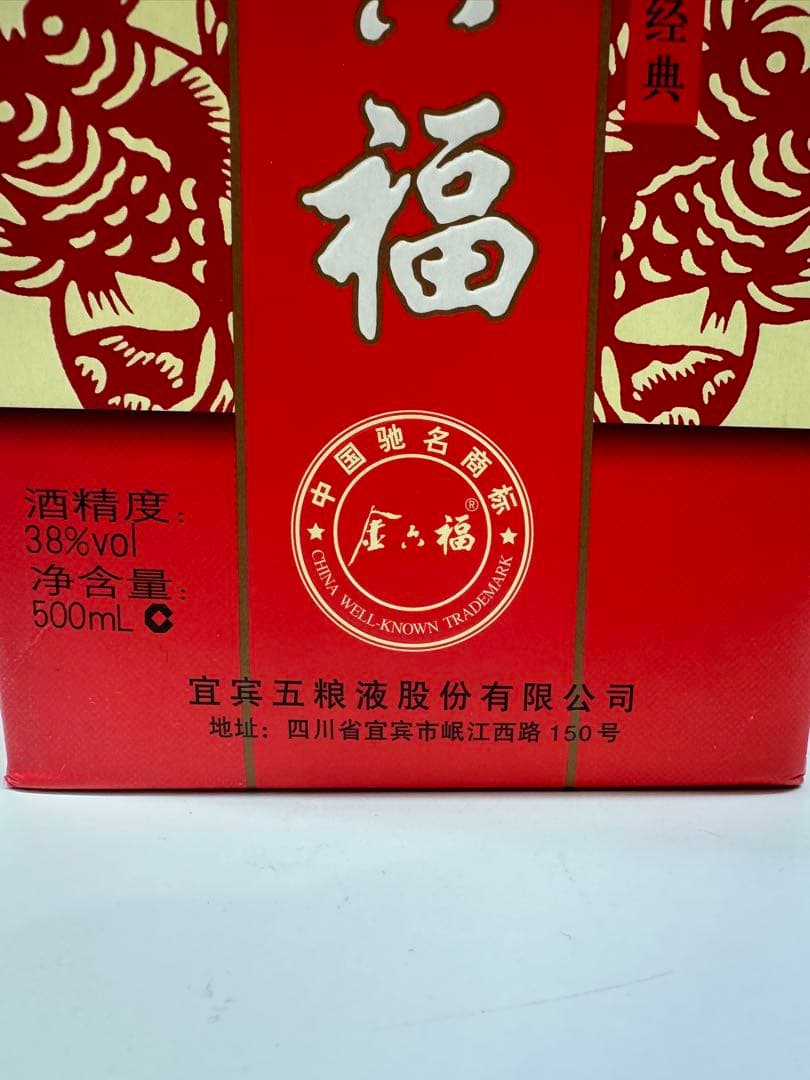 经典
福
中国驰名商标
金六福®
CHINA WELL-KNOWN TRADEMARK
酒精度：
38%vol
净含量：
500mL
宜宾五粮液股份有限公司
地址：四川省宜宾市岷江西路150号